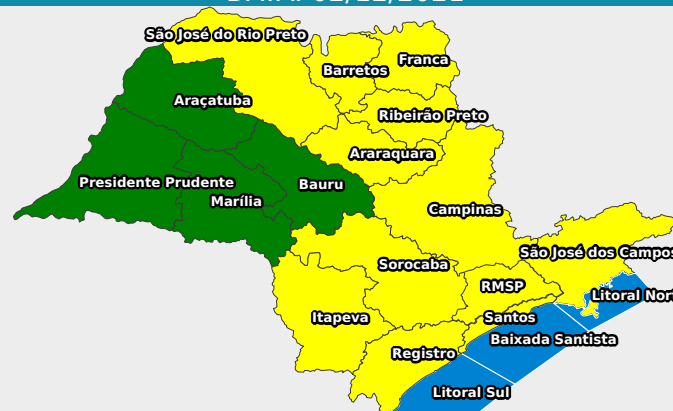 São José do Rio Preto
Franca
Barretos
Araçatuba
Ribeirão Preto
Araraquara
Presidente Prudente
Bauru
Marília
Campinas
São José dos Campos
Sorocaba
RMSP
Litoral Nort
Itapeva
Santos
Baixada Santista
Registro
Litoral Sul